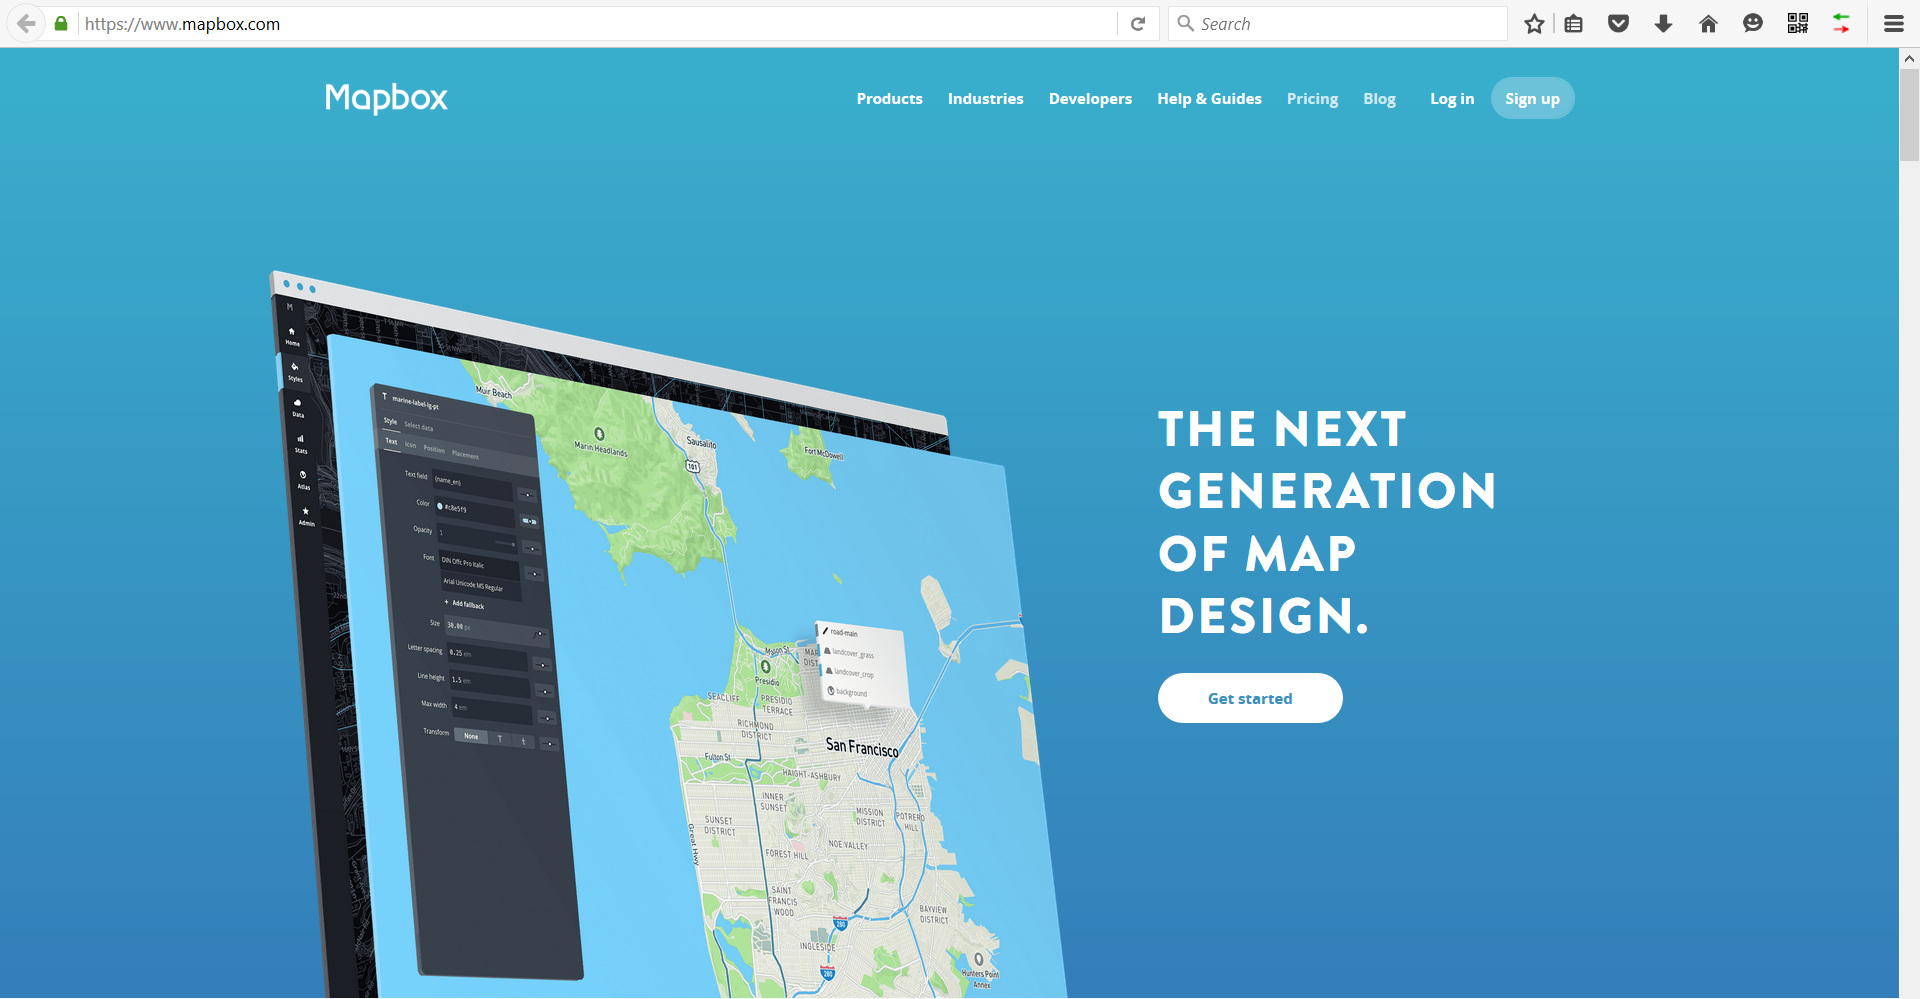 https://www.mapbox.com
Search
Mapbox
Products Industries Developers Help & Guides Pricing Blog Log in Sign up
THE NEXT
GENERATION
OF MAP
DESIGN.
Get started
M
Home
Styles
Data
Stats
Atlas
Admin
T marine-label-lg-pt
Style Select data
Text Icon Position Placement
Text field {name_en}
Color #c8e5f9
Opacity 1
Font DIN Offc Pro Italic
Arial Unicode MS Regular
+ Add fallback
Size 30.00 px
Letter spacing 0.25 em
Line height 1.5 em
Max width 4 em
Transform None T t
Muir Beach
Marin Headlands
Sausalito
101
Fort McDowell
road-main
landcover_grass
landcover_crop
background
Mason St
MAR
DIST
Presidio
SEACLIFF
PRESIDIO
TERRACE
RICHMOND
DISTRICT
San Francisco
Fulton St
HAIGHT-ASHBURY
INNER
SUNSET
SUNSET
DISTRICT
MISSION
DISTRICT
POTRERO
HILL
Great Hwy
NOE VALLEY
FOREST HILL
SAINT
FRANCIS
WOOD
BAYVIEW
DISTRICT
280
INGLESIDE
280
Hunters Point
Annex